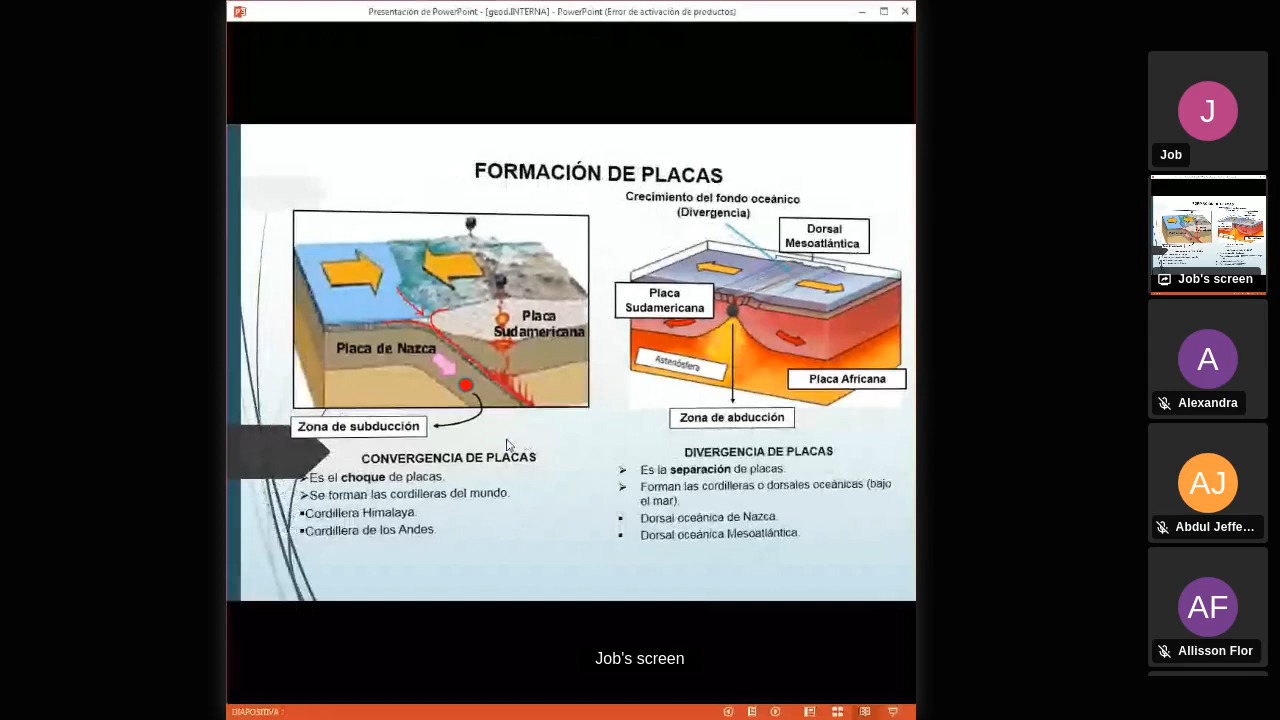 Presentación de PowerPoint - [geod.INTERNA] - PowerPoint (Error de activación de productos)
FORMACIÓN DE PLACAS
Placa de Nazca
Placa
Sudamericana
Zona de subducción
CONVERGENCIA DE PLACAS
➢Es el choque de placas.
➢Se forman las cordilleras del mundo.
▪Cordillera Himalaya.
▪Cordillera de los Andes.
Crecimiento del fondo oceánico
(Divergencia)
Dorsal
Mesoatlántica
Placa
Sudamericana
Astenósfera
Placa Africana
Zona de abducción
DIVERGENCIA DE PLACAS
➢ Es la separación de placas.
➢ Forman las cordilleras o dorsales oceánicas (bajo
el mar).
▪ Dorsal oceánica de Nazca.
▪ Dorsal oceánica Mesoatlántica.
Job's screen
DIAPOSITIVA
J
Job
Job's screen
A
Alexandra
AJ
Abdul Jeffe...
AF
Allisson Flor